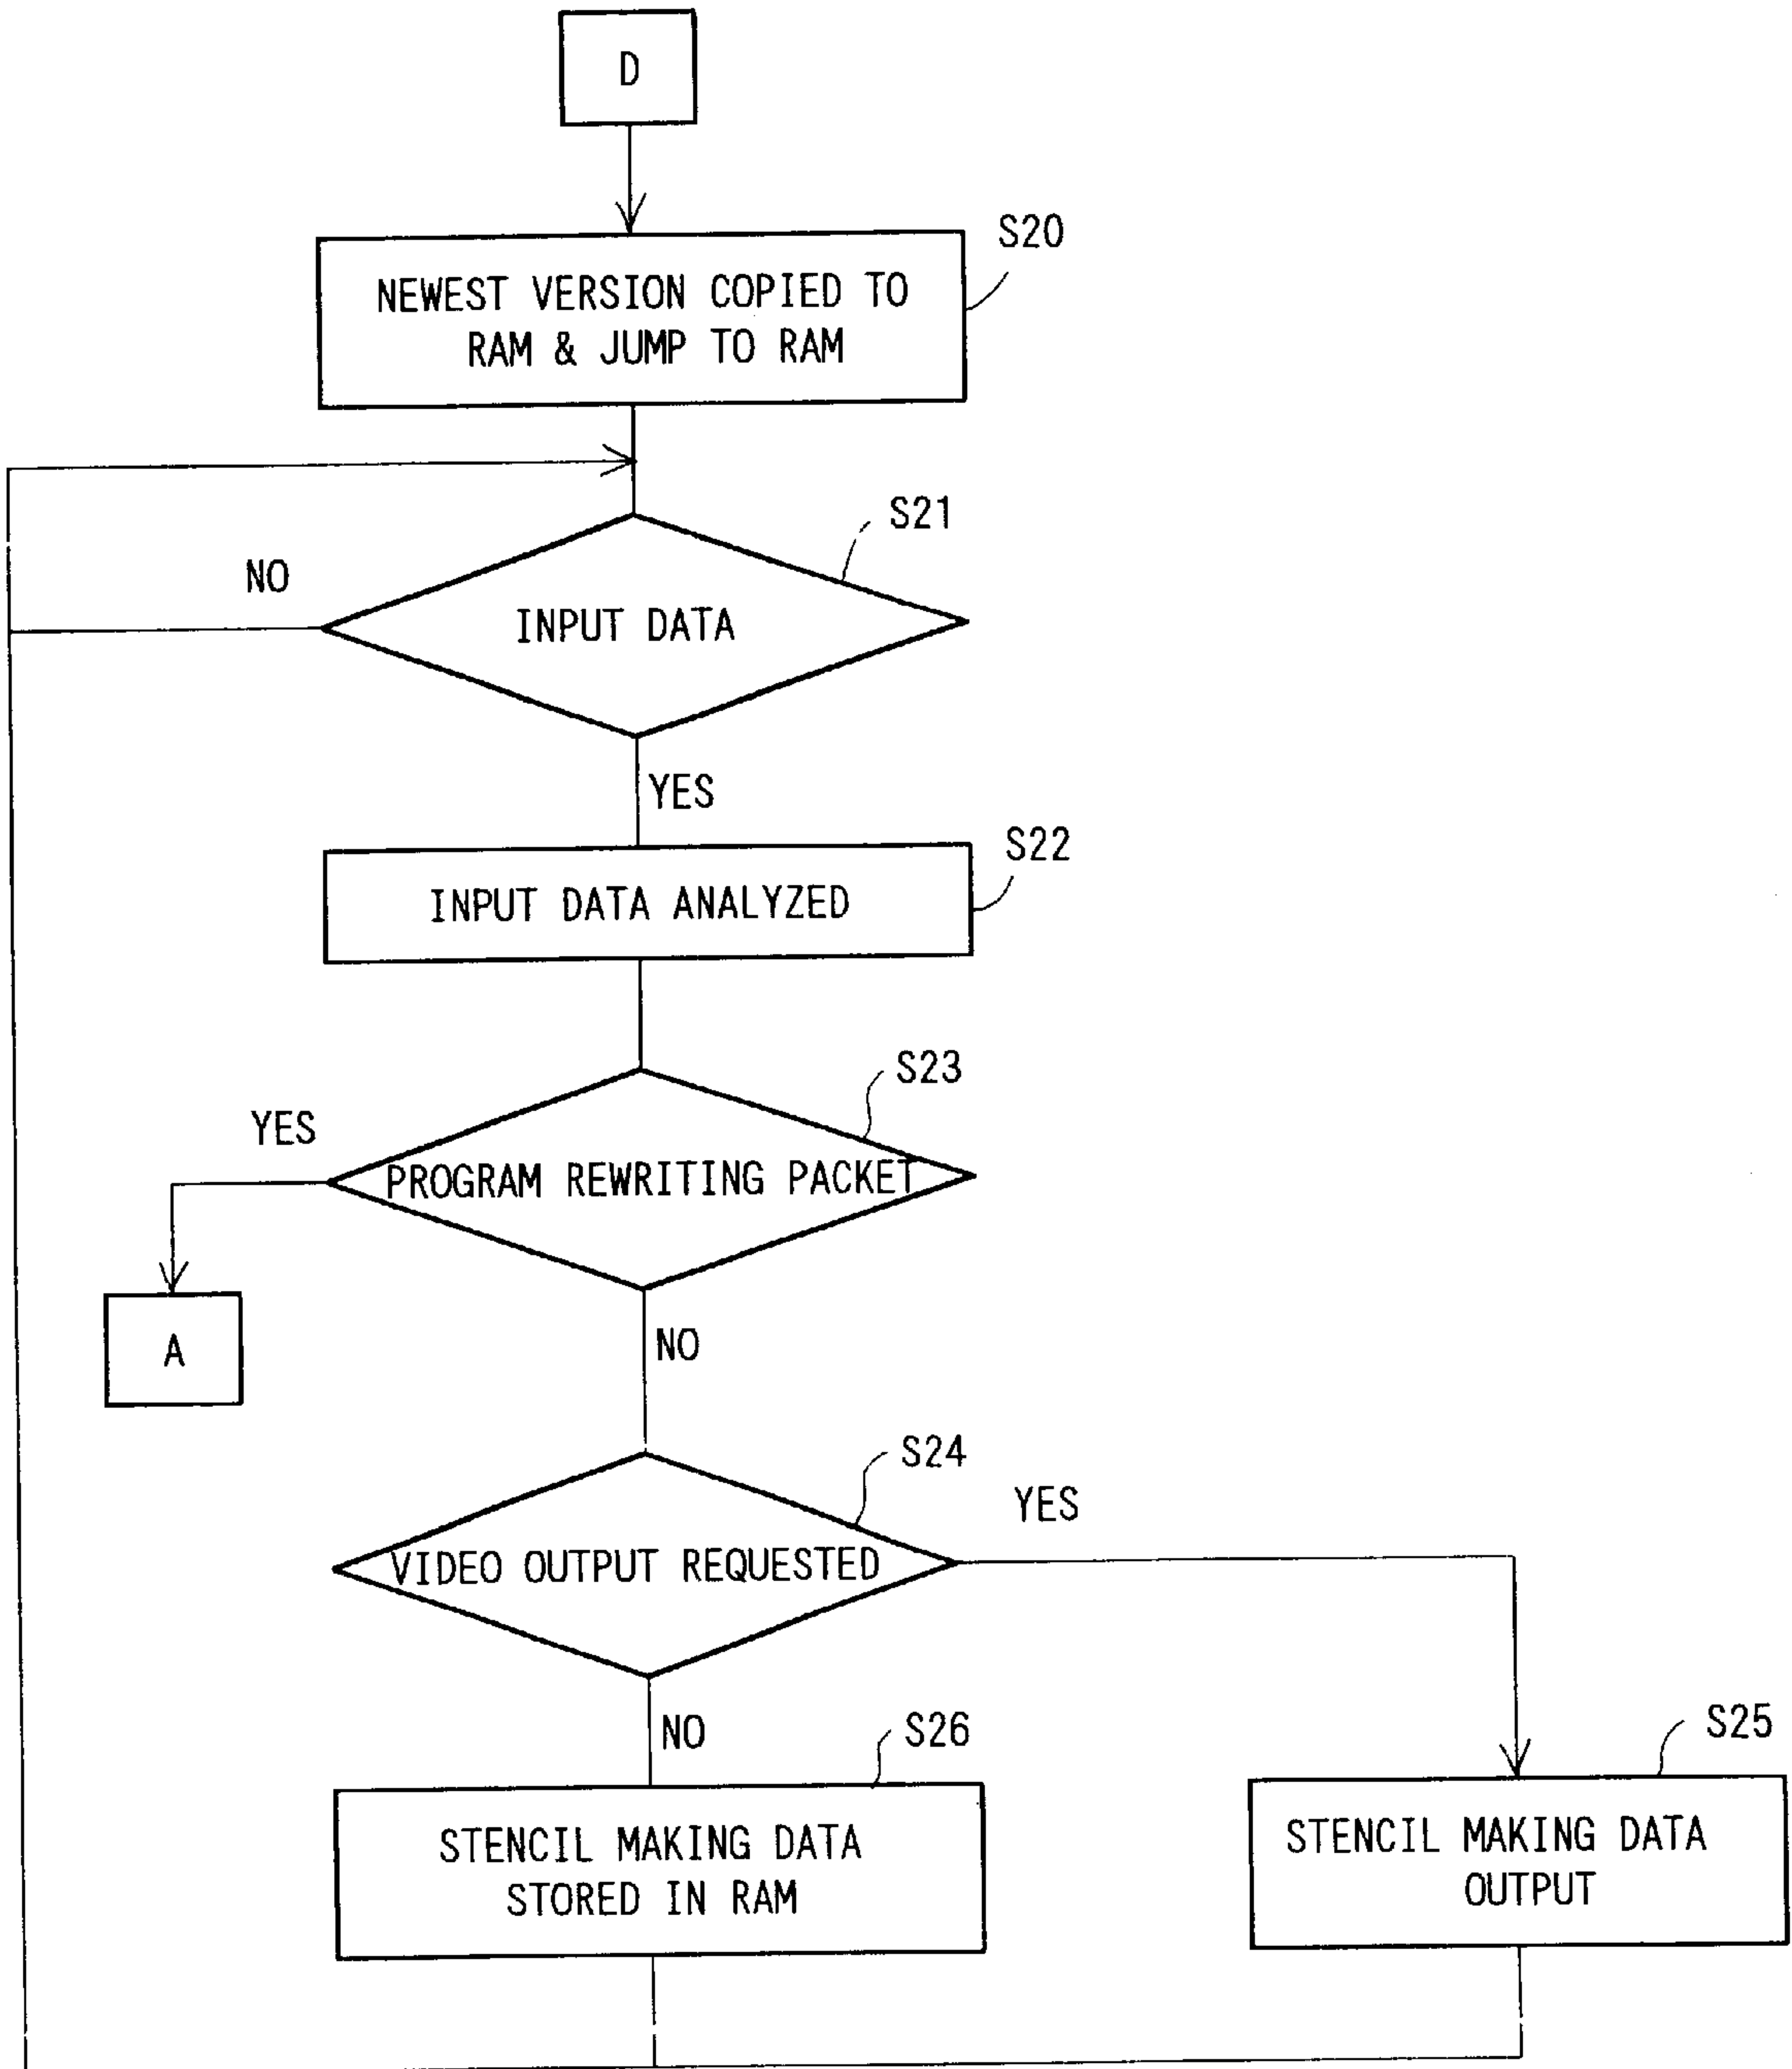 D
S20
NEWEST VERSION COPIED TO
RAM & JUMP TO RAM
S21
NO
INPUT DATA
YES
S22
INPUT DATA ANALYZED
S23
YES
PROGRAM REWRITING PACKET
A
NO
S24
YES
VIDEO OUTPUT REQUESTED
NO
S26
S25
STENCIL MAKING DATA
STORED IN RAM
STENCIL MAKING DATA
OUTPUT